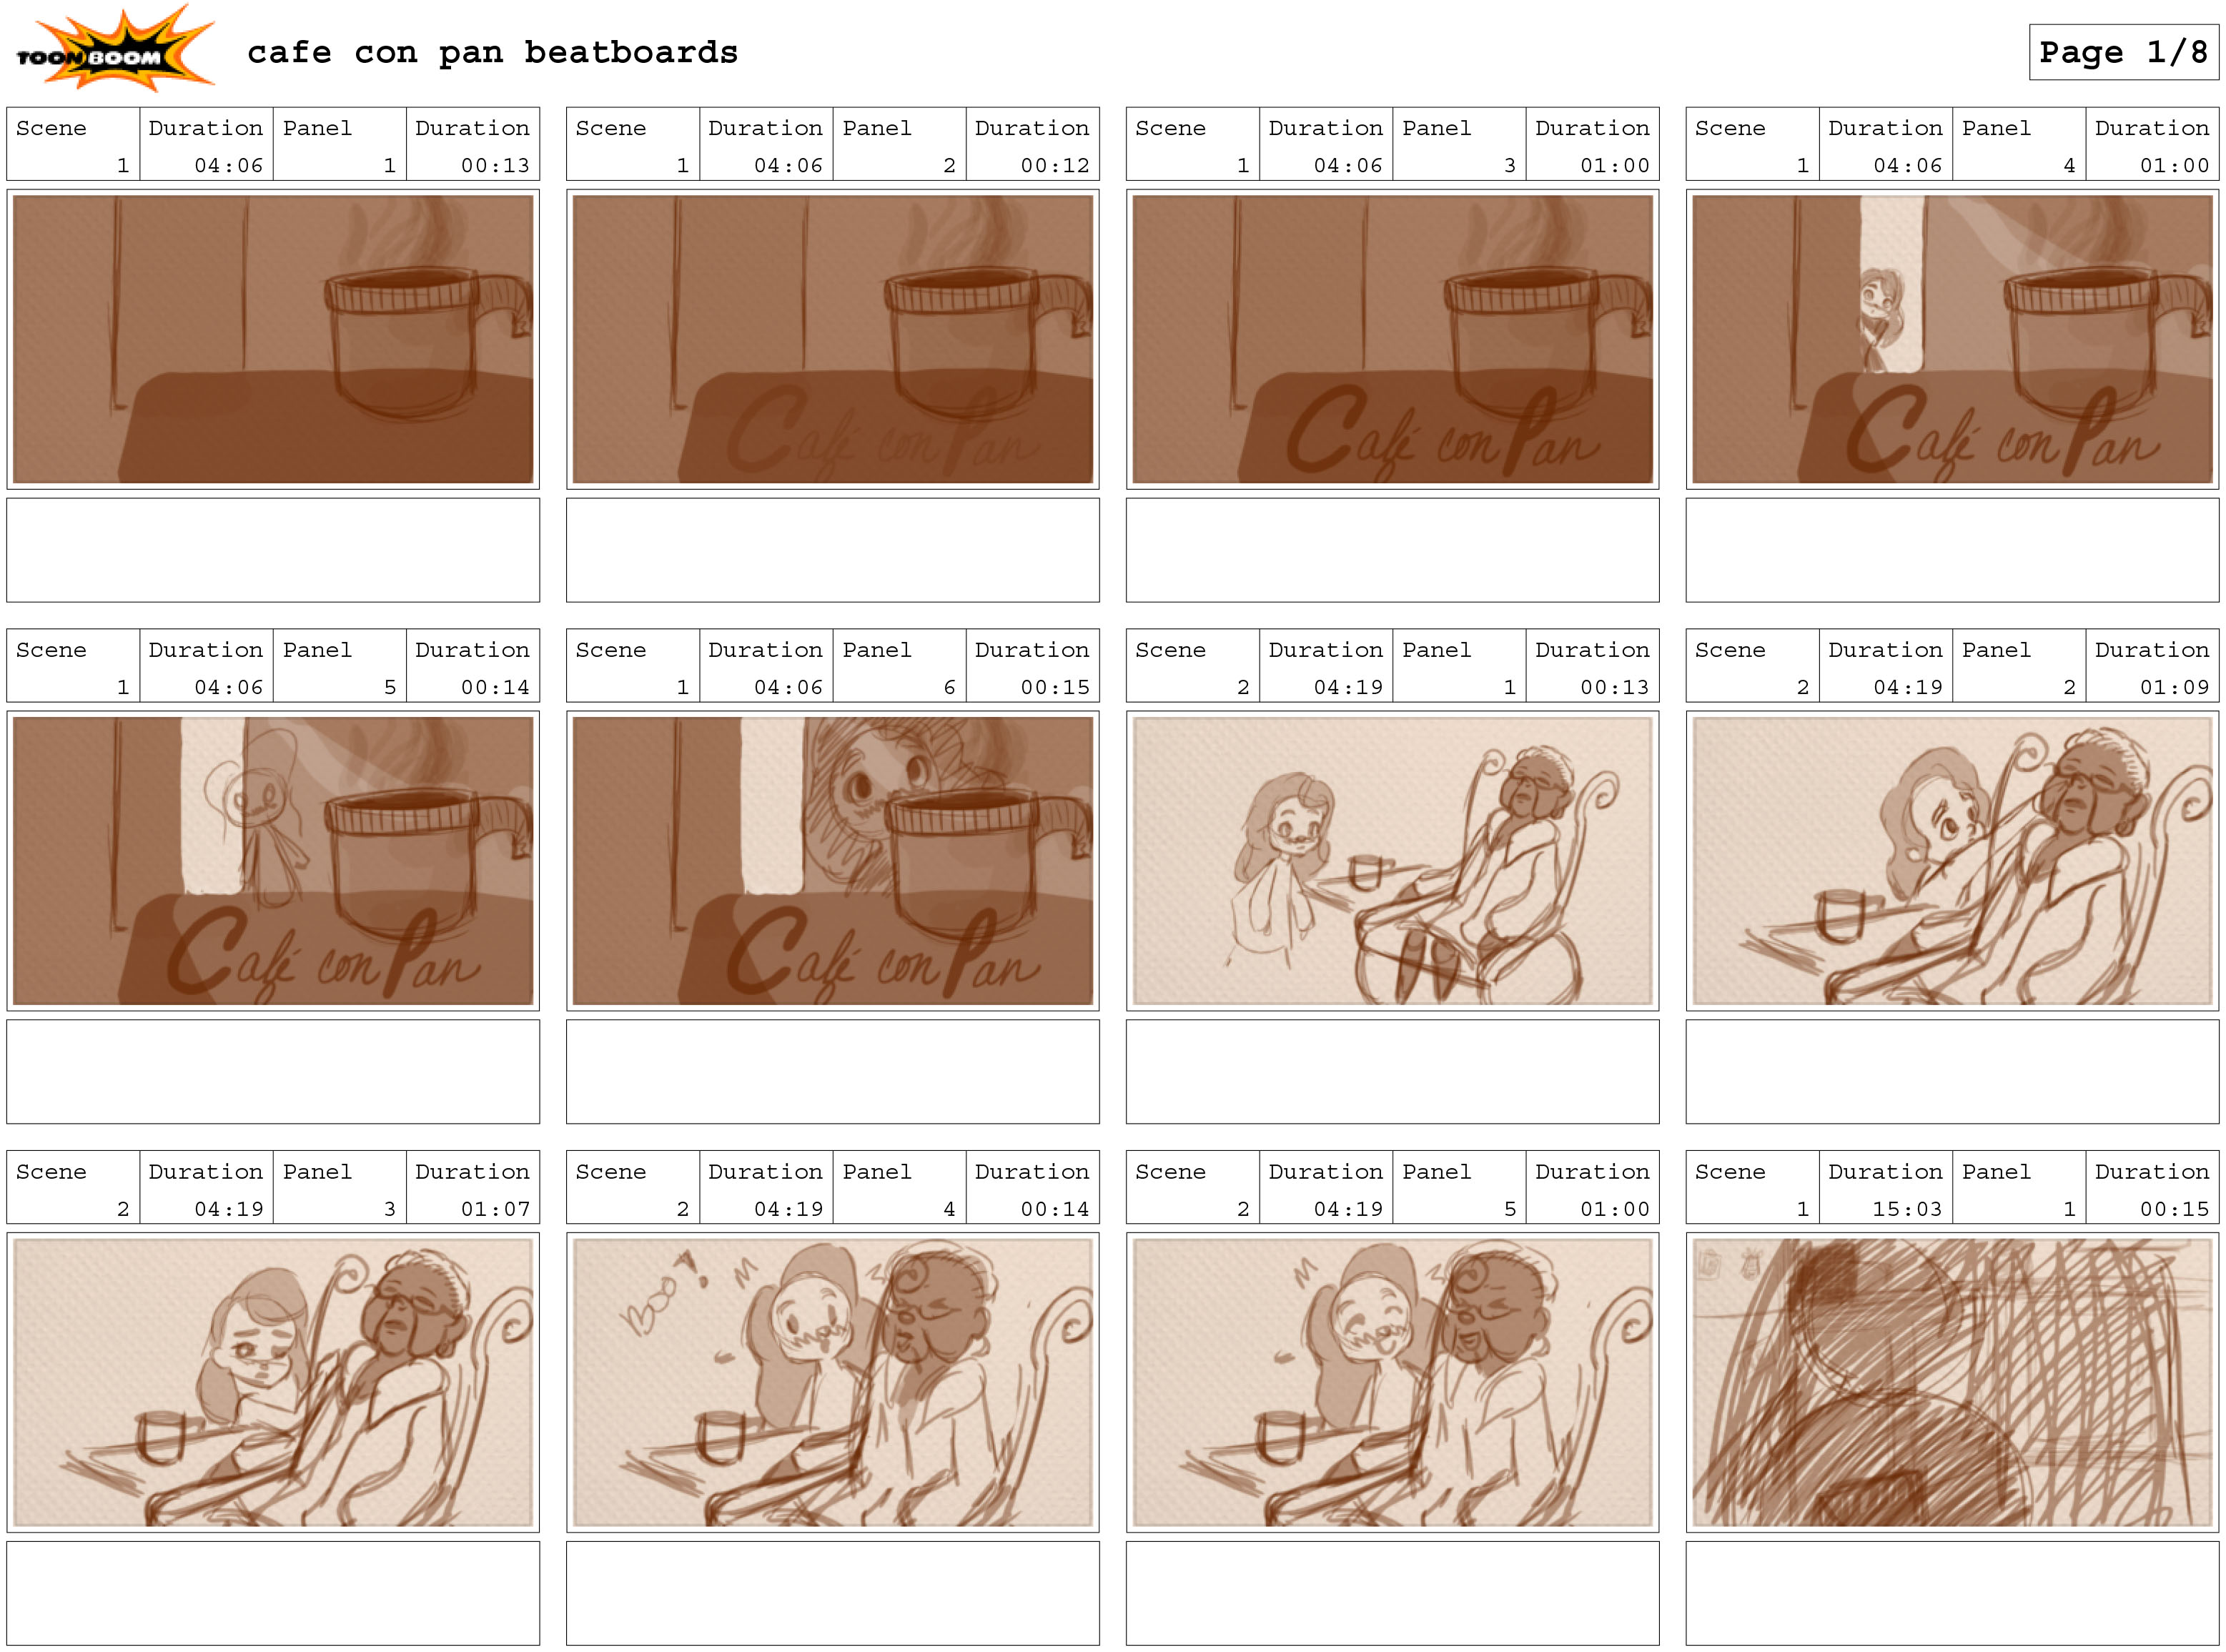 TOON BOOM
cafe con pan beatboards
Page 1/8
Scene Duration Panel Duration
1 04:06 1 00:13
Scene Duration Panel Duration
1 04:06 2 00:12
Café con Pan
Scene Duration Panel Duration
1 04:06 3 01:00
Café con Pan
Scene Duration Panel Duration
1 04:06 4 01:00
Café con Pan
Scene Duration Panel Duration
1 04:06 5 00:14
Café con Pan
Scene Duration Panel Duration
1 04:06 6 00:15
Café con Pan
Scene Duration Panel Duration
2 04:19 1 00:13
Scene Duration Panel Duration
2 04:19 2 01:09
Scene Duration Panel Duration
2 04:19 3 01:07
Scene Duration Panel Duration
2 04:19 4 00:14
Boo!
Scene Duration Panel Duration
2 04:19 5 01:00
Scene Duration Panel Duration
1 15:03 1 00:15